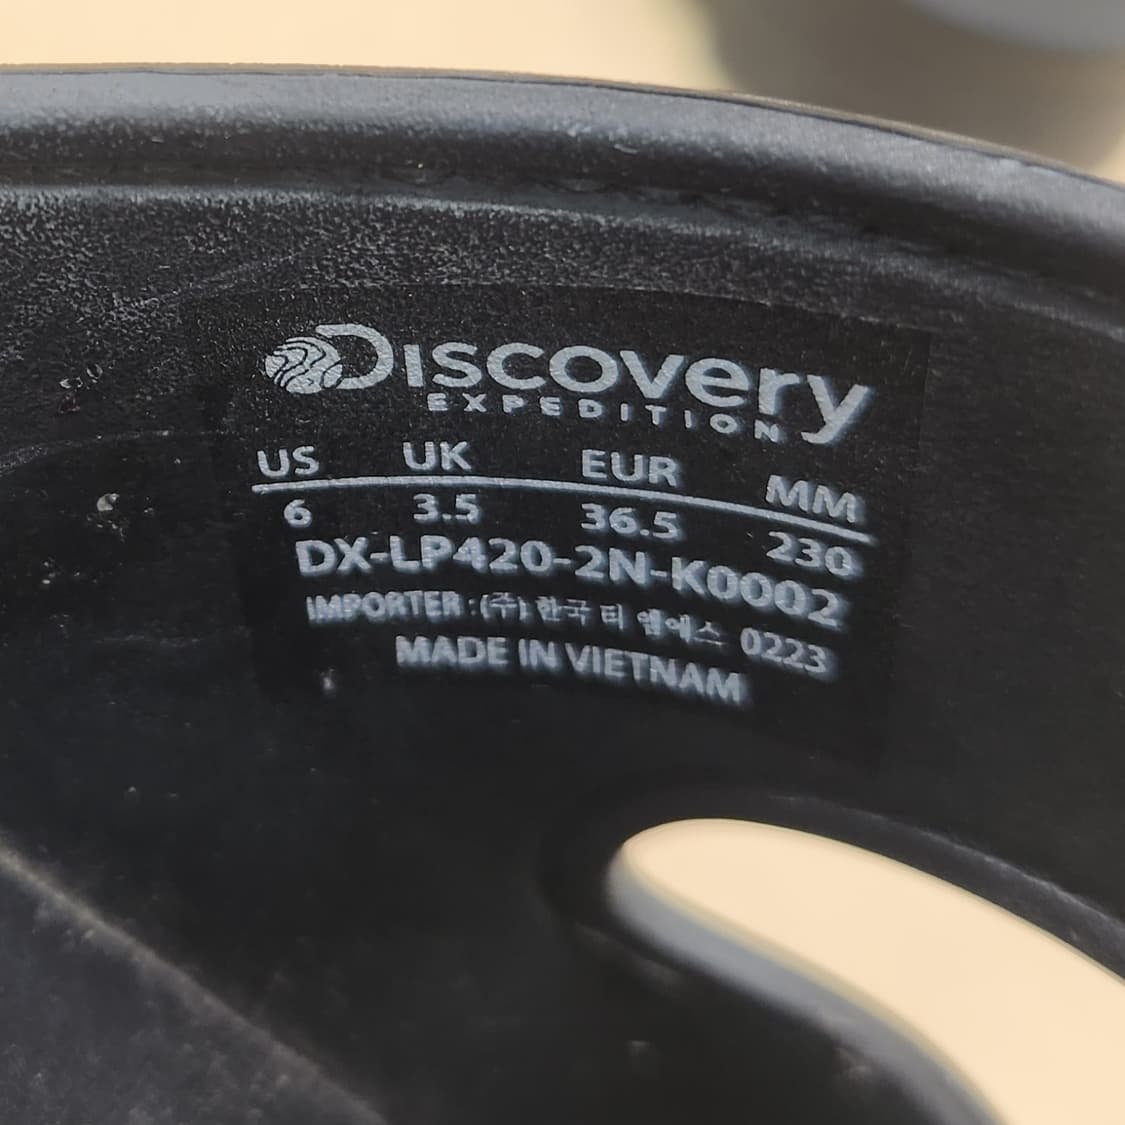 DISCOVERY
EXPEDITION
US UK EUR MM
6 3.5 36.5 230
DX-LP420-2N-K0002
IMPORTER : (주) 한국 티 엠에스 0223
MADE IN VIETNAM